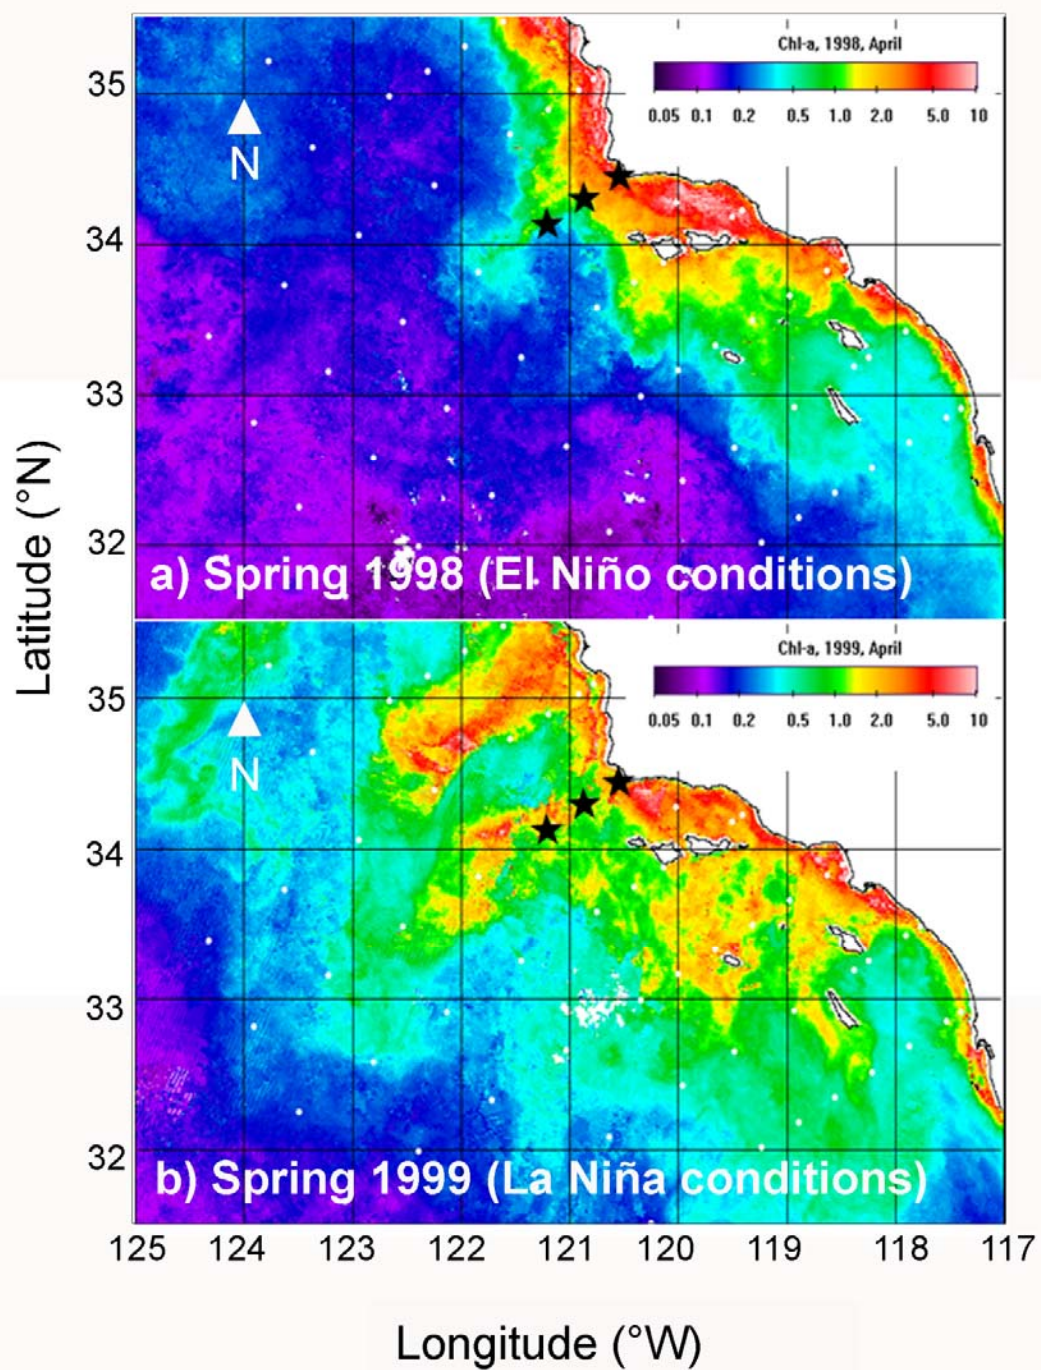 Chl-a, 1998, April
0.05 0.1 0.2 0.5 1.0 2.0 5.0 10
35
N
34
33
32
a) Spring 1998 (El Niño conditions)
Latitude (°N)
Chl-a, 1999, April
0.05 0.1 0.2 0.5 1.0 2.0 5.0 10
35
N
34
33
32
b) Spring 1999 (La Niña conditions)
125 124 123 122 121 120 119 118 117
Longitude (°W)